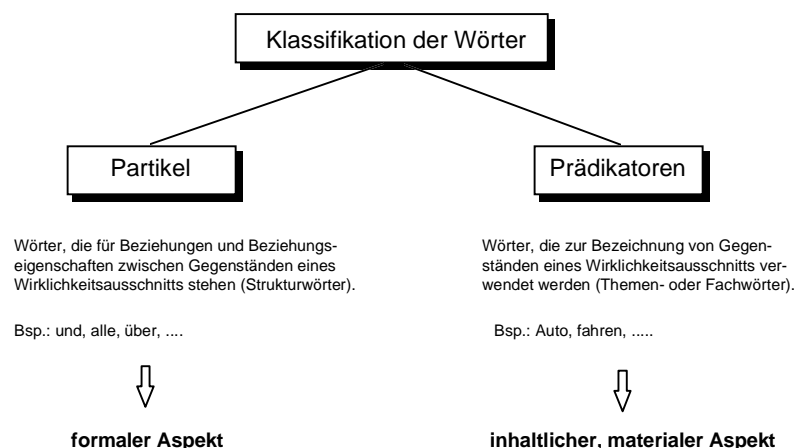 Klassifikation der Wörter
Partikel
Wörter, die für Beziehungen und Beziehungs-
eigenschaften zwischen Gegenständen eines
Wirklichkeitsausschnitts stehen (Strukturwörter).
Bsp.: und, alle, über, ....
formaler Aspekt
Prädikatoren
Wörter, die zur Bezeichnung von Gegen-
ständen eines Wirklichkeitsausschnitts ver-
wendet werden (Themen- oder Fachwörter).
Bsp.: Auto, fahren, .....
inhaltlicher, materialer Aspekt